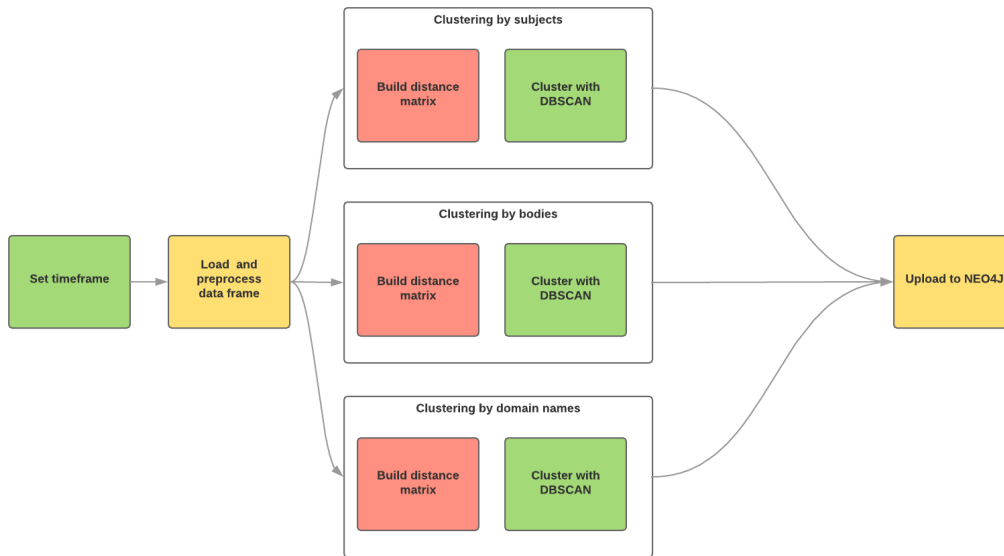 Clustering by subjects
Build distance
matrix
Cluster with
DBSCAN
Clustering by bodies
Set timeframe
Load and
preprocess
data frame
Build distance
matrix
Cluster with
DBSCAN
Upload to NEO4J
Clustering by domain names
Build distance
matrix
Cluster with
DBSCAN